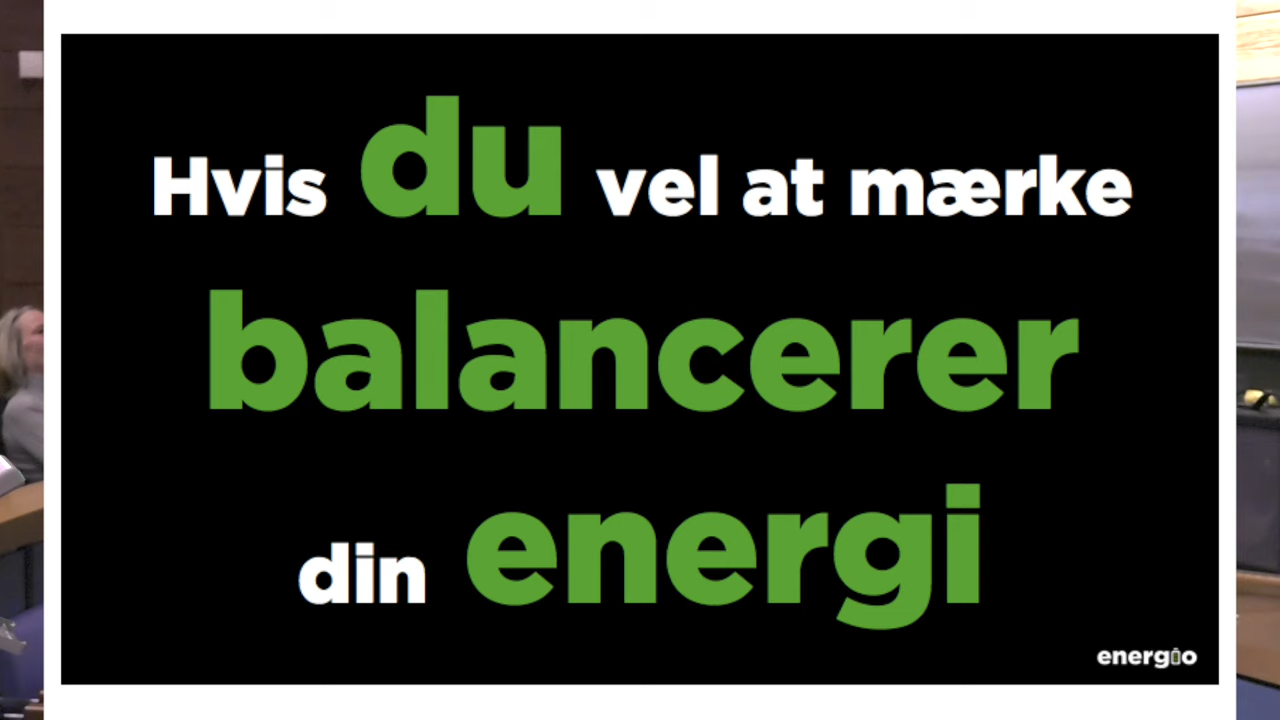 Hvis du vel at mærke
balancerer
din energi
energio